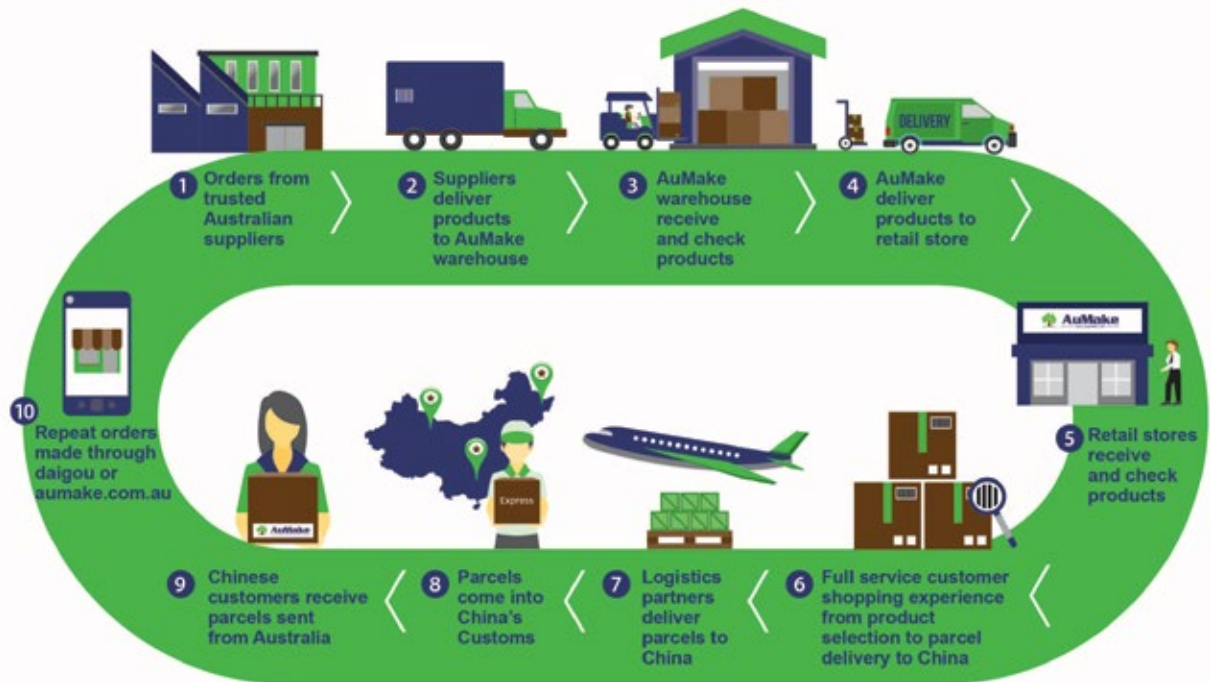 DELIVERY
1 Orders from
trusted
Australian
suppliers
2 Suppliers
deliver
products
to AuMake
warehouse
3 AuMake
warehouse
receive
and check
products
4 AuMake
deliver
products to
retail store
AuMake
5 Retail stores
receive
and check
products
6 Full service customer
shopping experience
from product
selection to parcel
delivery to China
7 Logistics
partners
deliver
parcels to
China
Express
8 Parcels
come into
China's
Customs
AuMake
9 Chinese
customers receive
parcels sent
from Australia
10
Repeat orders
made through
daigou or
aumake.com.au